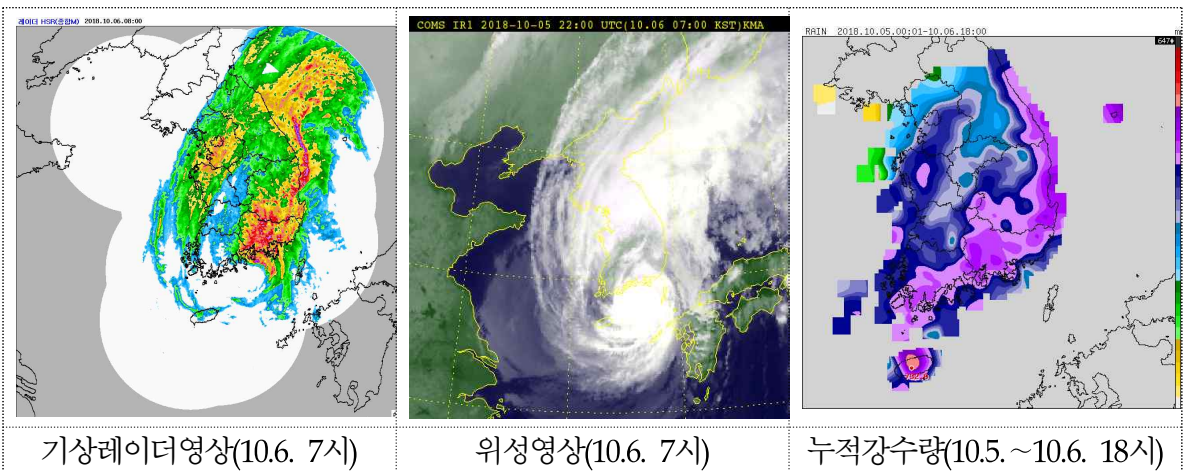 레이더 HSR(종합M) 2018.10.06.08:00
COMS IR1 2018-10-05 22:00 UTC(10.06 07:00 KST)KMA
RAIN 2018.10.05.00:01-10.06.18:00
647
기상레이더영상(10.6. 7시)
위성영상(10.6. 7시)
누적강수량(10.5.~10.6. 18시)